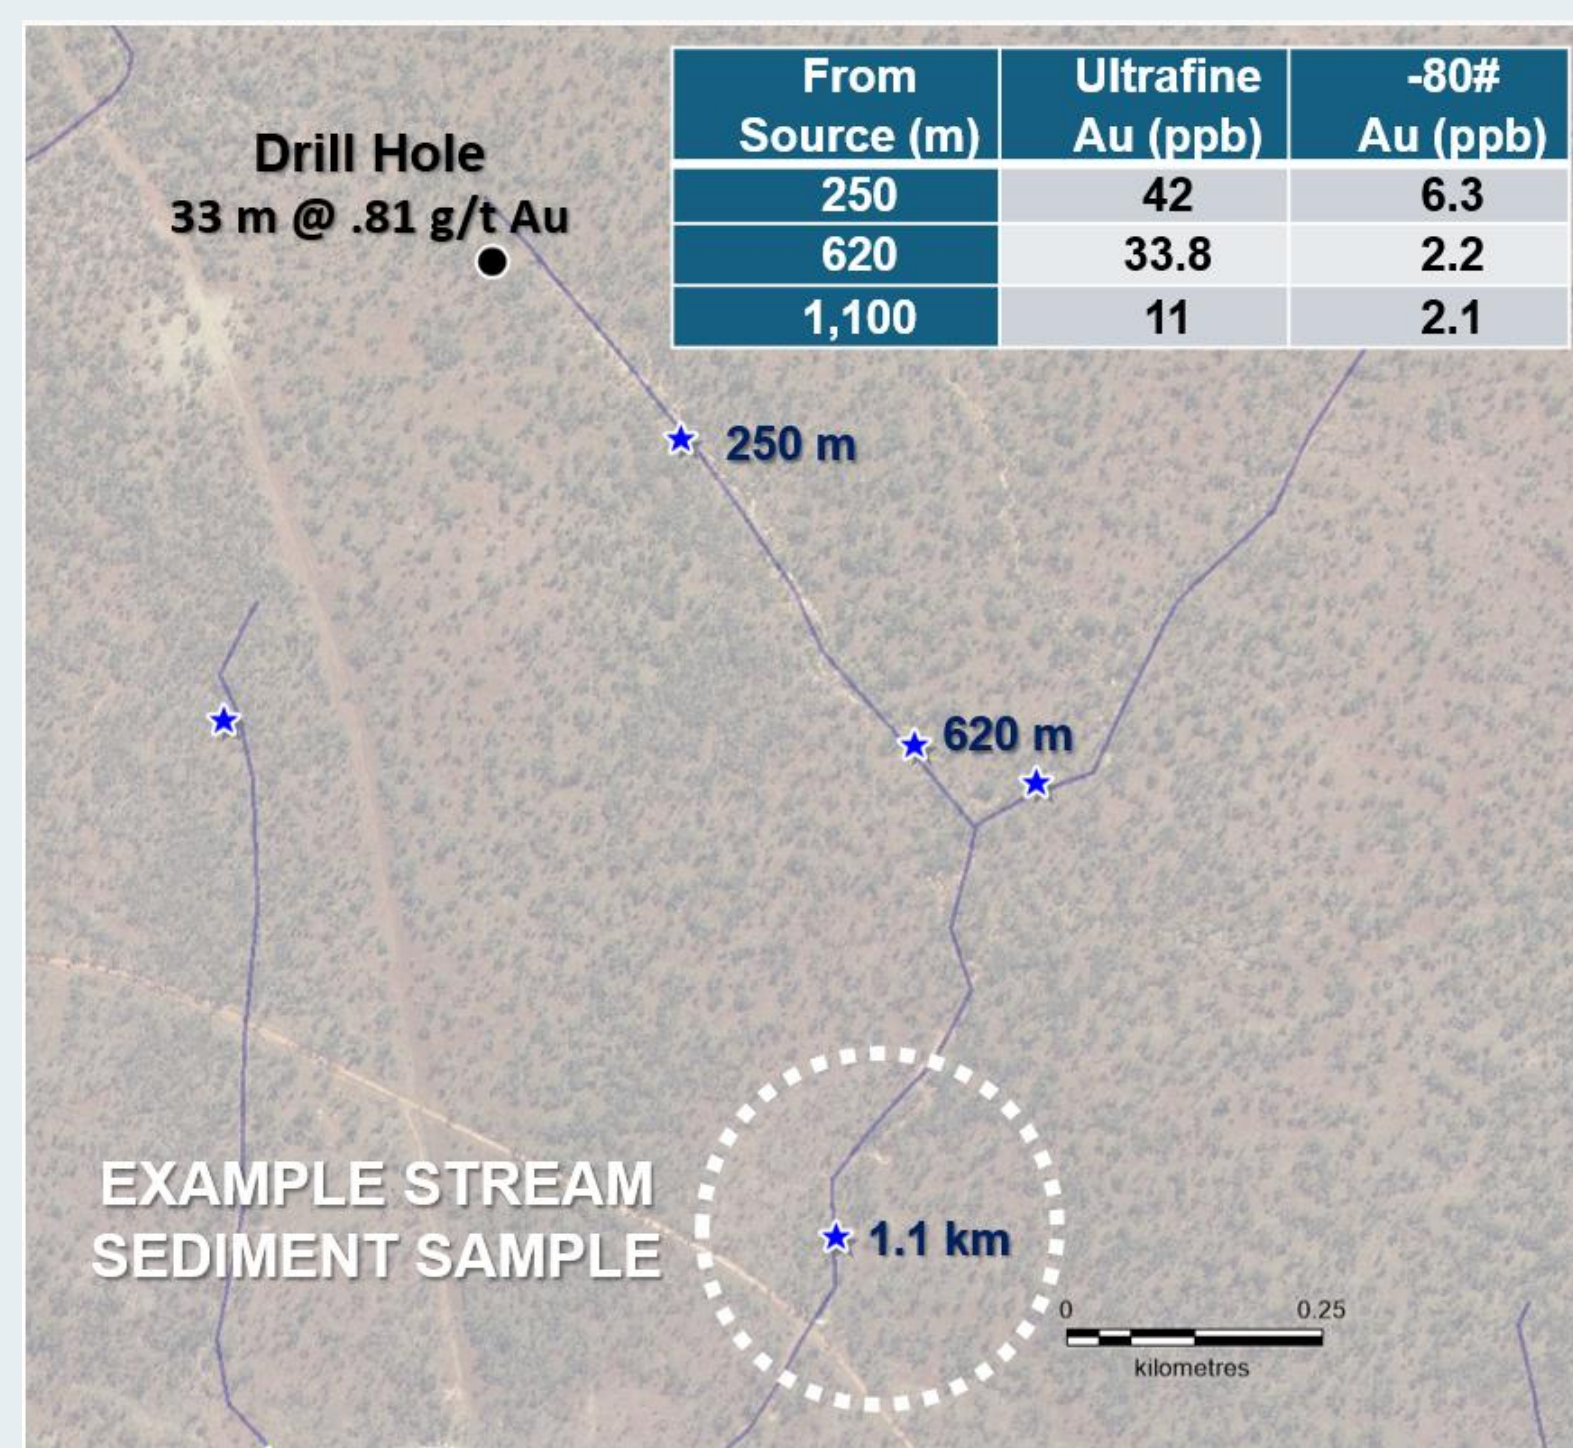 From Ultrafine -80#
Source (m) Au (ppb) Au (ppb)
250 42 6.3
620 33.8 2.2
1,100 11 2.1
Drill Hole
33 m @ .81 g/t Au
250 m
620 m
EXAMPLE STREAM
SEDIMENT SAMPLE
1.1 km
0 0.25
kilometres